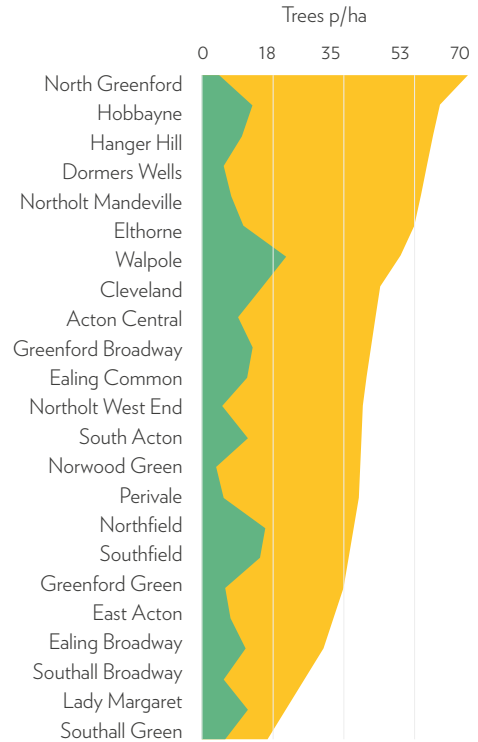 Trees p/ha
0 18 35 53 70
North Greenford
Hobbayne
Hanger Hill
Dormers Wells
Northolt Mandeville
Elthorne
Walpole
Cleveland
Acton Central
Greenford Broadway
Ealing Common
Northolt West End
South Acton
Norwood Green
Perivale
Northfield
Southfield
Greenford Green
East Acton
Ealing Broadway
Southall Broadway
Lady Margaret
Southall Green